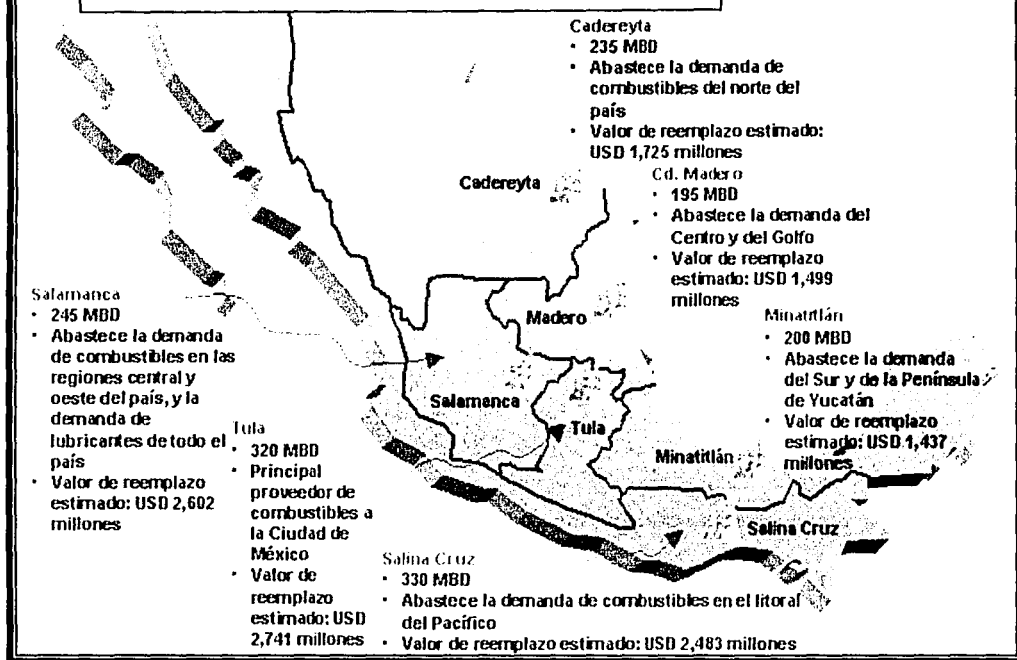 Cadereyta
• 235 MBD
• Abastece la demanda de
combustibles del norte del
país
• Valor de reemplazo estimado:
USD 1,725 millones
Cadereyta
Cd. Madero
• 195 MBD
• Abastece la demanda del
Centro y del Golfo
• Valor de reemplazo
estimado: USD 1,499
millones
Madero
Salamanca
• 245 MBD
• Abastece la demanda
de combustibles en las
regiones central y
oeste del país, y la
demanda de
lubricantes de todo el
país
• Valor de reemplazo
estimado: USD 2,602
millones
Minatitlán
• 200 MBD
• Abastece la demanda
del Sur y de la Península
de Yucatán
• Valor de reemplazo
estimado: USD 1,437
millones
Salamanca
Tula
Minatitlán
Salina Cruz
Tula
• 320 MBD
• Principal
proveedor de
combustibles a
la Ciudad de
México
• Valor de
reemplazo
estimado: USD
2,741 millones
Salina Cruz
• 330 MBD
• Abastece la demanda de combustibles en el litoral
del Pacífico
• Valor de reemplazo estimado: USD 2,483 millones